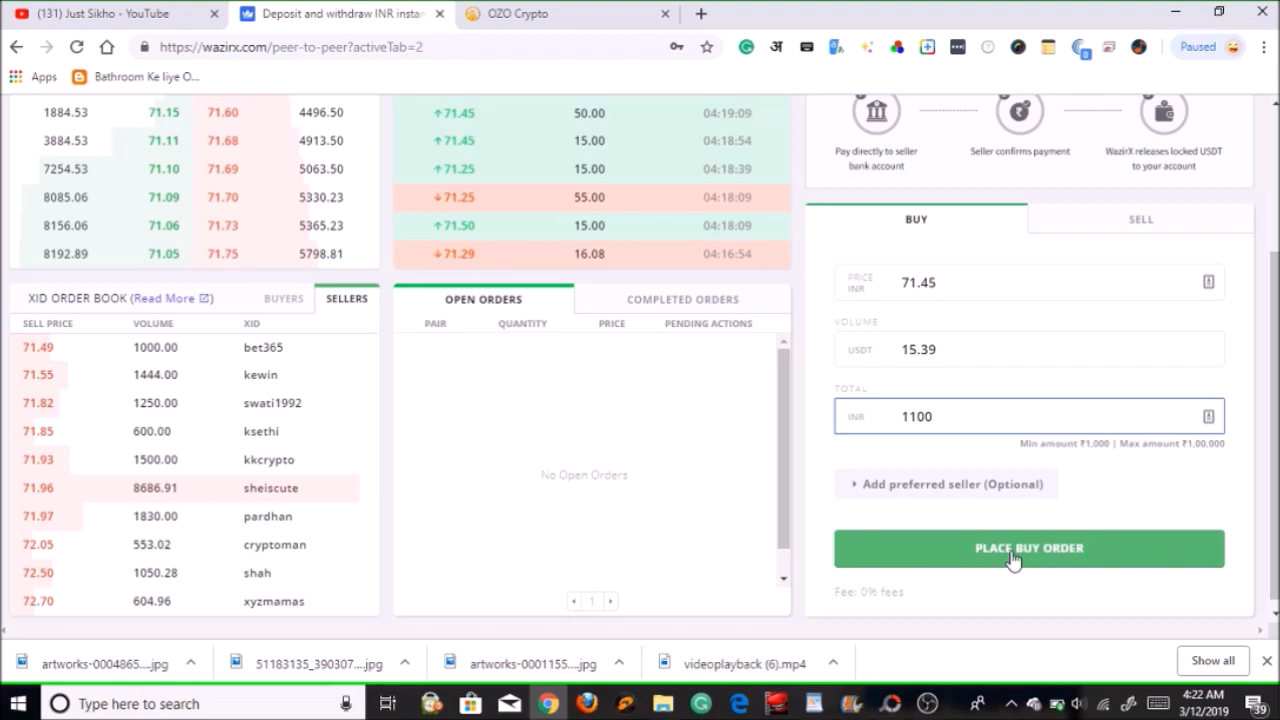 (131) Just Sikho - YouTube
Deposit and withdraw INR instan
OZO Crypto
https://wazirx.com/peer-to-peer?activeTab=2
अ
Paused
Apps
Bathroom Ke liye O...
1884.53 71.15 71.60 4496.50
3884.53 71.11 71.68 4913.50
7254.53 71.10 71.69 5063.50
8085.06 71.09 71.70 5330.23
8156.06 71.06 71.73 5365.23
8192.89 71.05 71.75 5798.81
↑71.45 50.00 04:19:09
↑71.45 15.00 04:18:54
↑71.25 15.00 04:18:39
↓71.25 55.00 04:18:09
↑71.50 15.00 04:18:09
↓71.29 16.08 04:16:54
Pay directly to seller
bank account
Seller confirms payment
WazirX releases locked USDT
to your account
XID ORDER BOOK (Read More) BUYERS SELLERS
SELL PRICE VOLUME XID
71.49 1000.00 bet365
71.55 1444.00 kewin
71.82 1250.00 swati1992
71.85 600.00 ksethi
71.93 1500.00 kkcrypto
71.96 8686.91 sheiscute
71.97 1830.00 pardhan
72.05 553.02 cryptoman
72.50 1050.28 shah
72.70 604.96 xyzmamas
OPEN ORDERS COMPLETED ORDERS
PAIR QUANTITY PRICE PENDING ACTIONS
No Open Orders
1
BUY SELL
PRICE
INR
71.45
VOLUME
USDT 15.39
TOTAL
INR 1100
Min amount ₹1,000 | Max amount ₹1,00,000
Add preferred seller (Optional)
PLACE BUY ORDER
Fee: 0% fees
artworks-0004865....jpg
51183135_390307....jpg
artworks-0001155....jpg
videoplayback (6).mp4
Show all
Type here to search
4:22 AM
3/12/2019
39